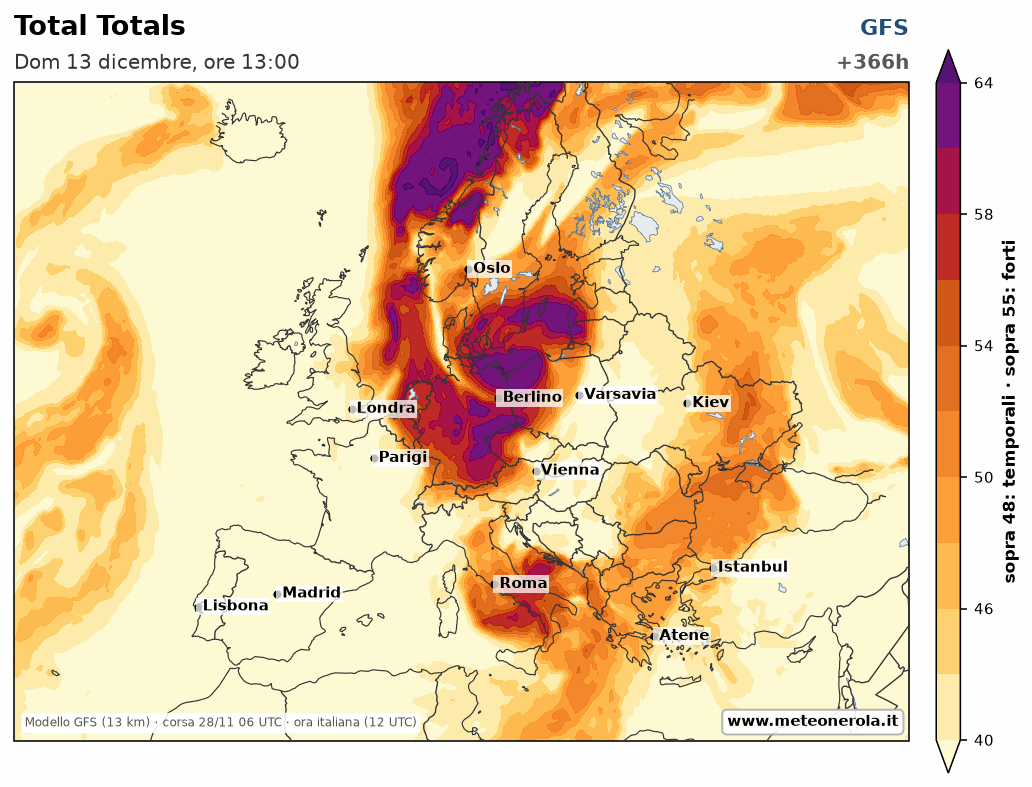 Total Totals
GFS
Dom 13 dicembre, ore 13:00
+366h
64
58
54
50
46
40
sopra 48: temporali · sopra 55: forti
Oslo
Berlino
Varsavia
Kiev
Londra
Parigi
Vienna
Roma
Istanbul
Madrid
Lisbona
Atene
Modello GFS (13 km) · corsa 28/11 06 UTC · ora italiana (12 UTC)
www.meteonerola.it